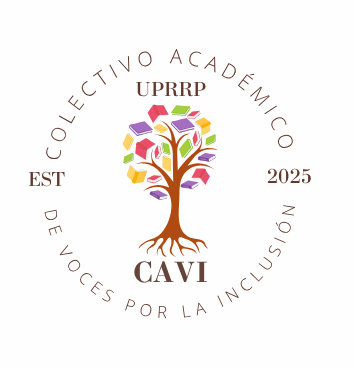 COLECTIVO ACADÉMICO
UPRRP
EST
2025
CAVI
DE VOCES POR LA INCLUSIÓN